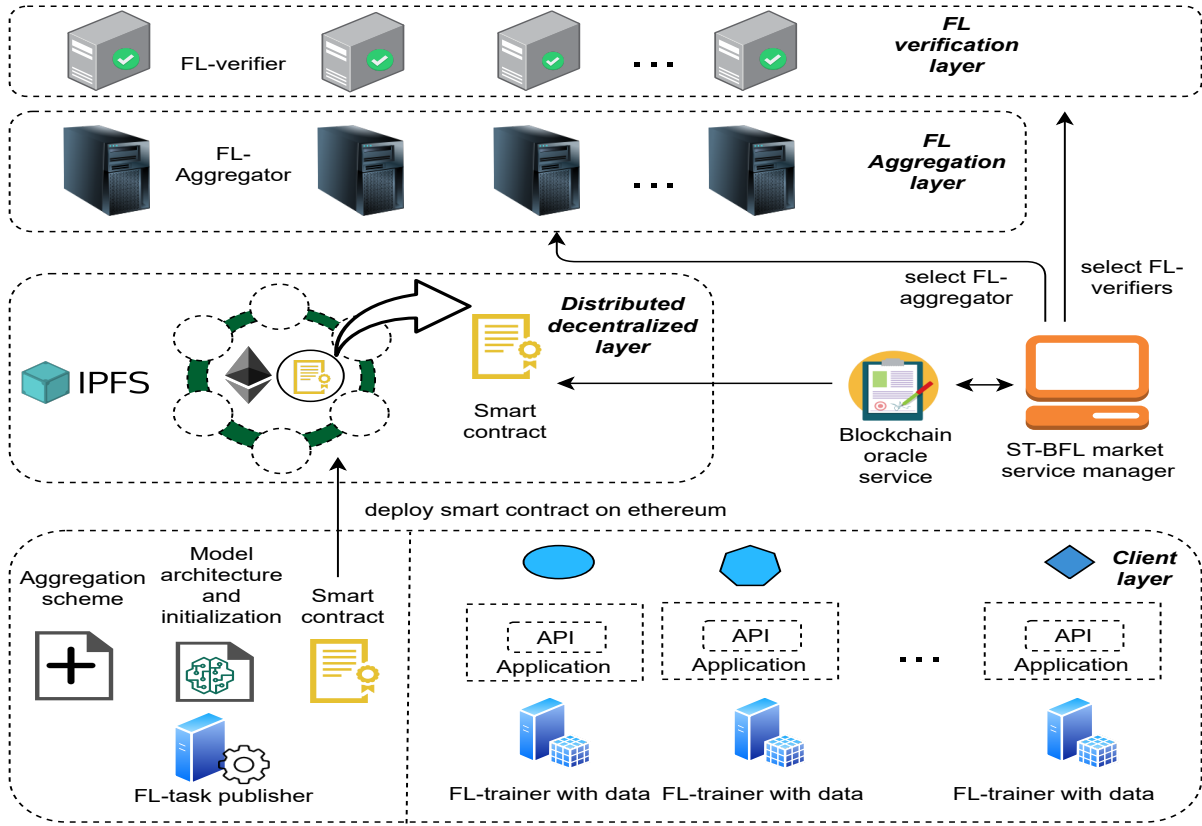 FL
verification
layer
FL-verifier
FL-
Aggregator
FL
Aggregation
layer
select FL-
aggregator
select FL-
verifiers
Distributed
decentralized
layer
IPFS
Smart
contract
Blockchain
oracle
service
ST-BFL market
service manager
deploy smart contract on ethereum
Aggregation
scheme
Model
architecture
and
initialization
Smart
contract
FL-task publisher
Client
layer
API
Application
API
Application
API
Application
FL-trainer with data
FL-trainer with data
FL-trainer with data